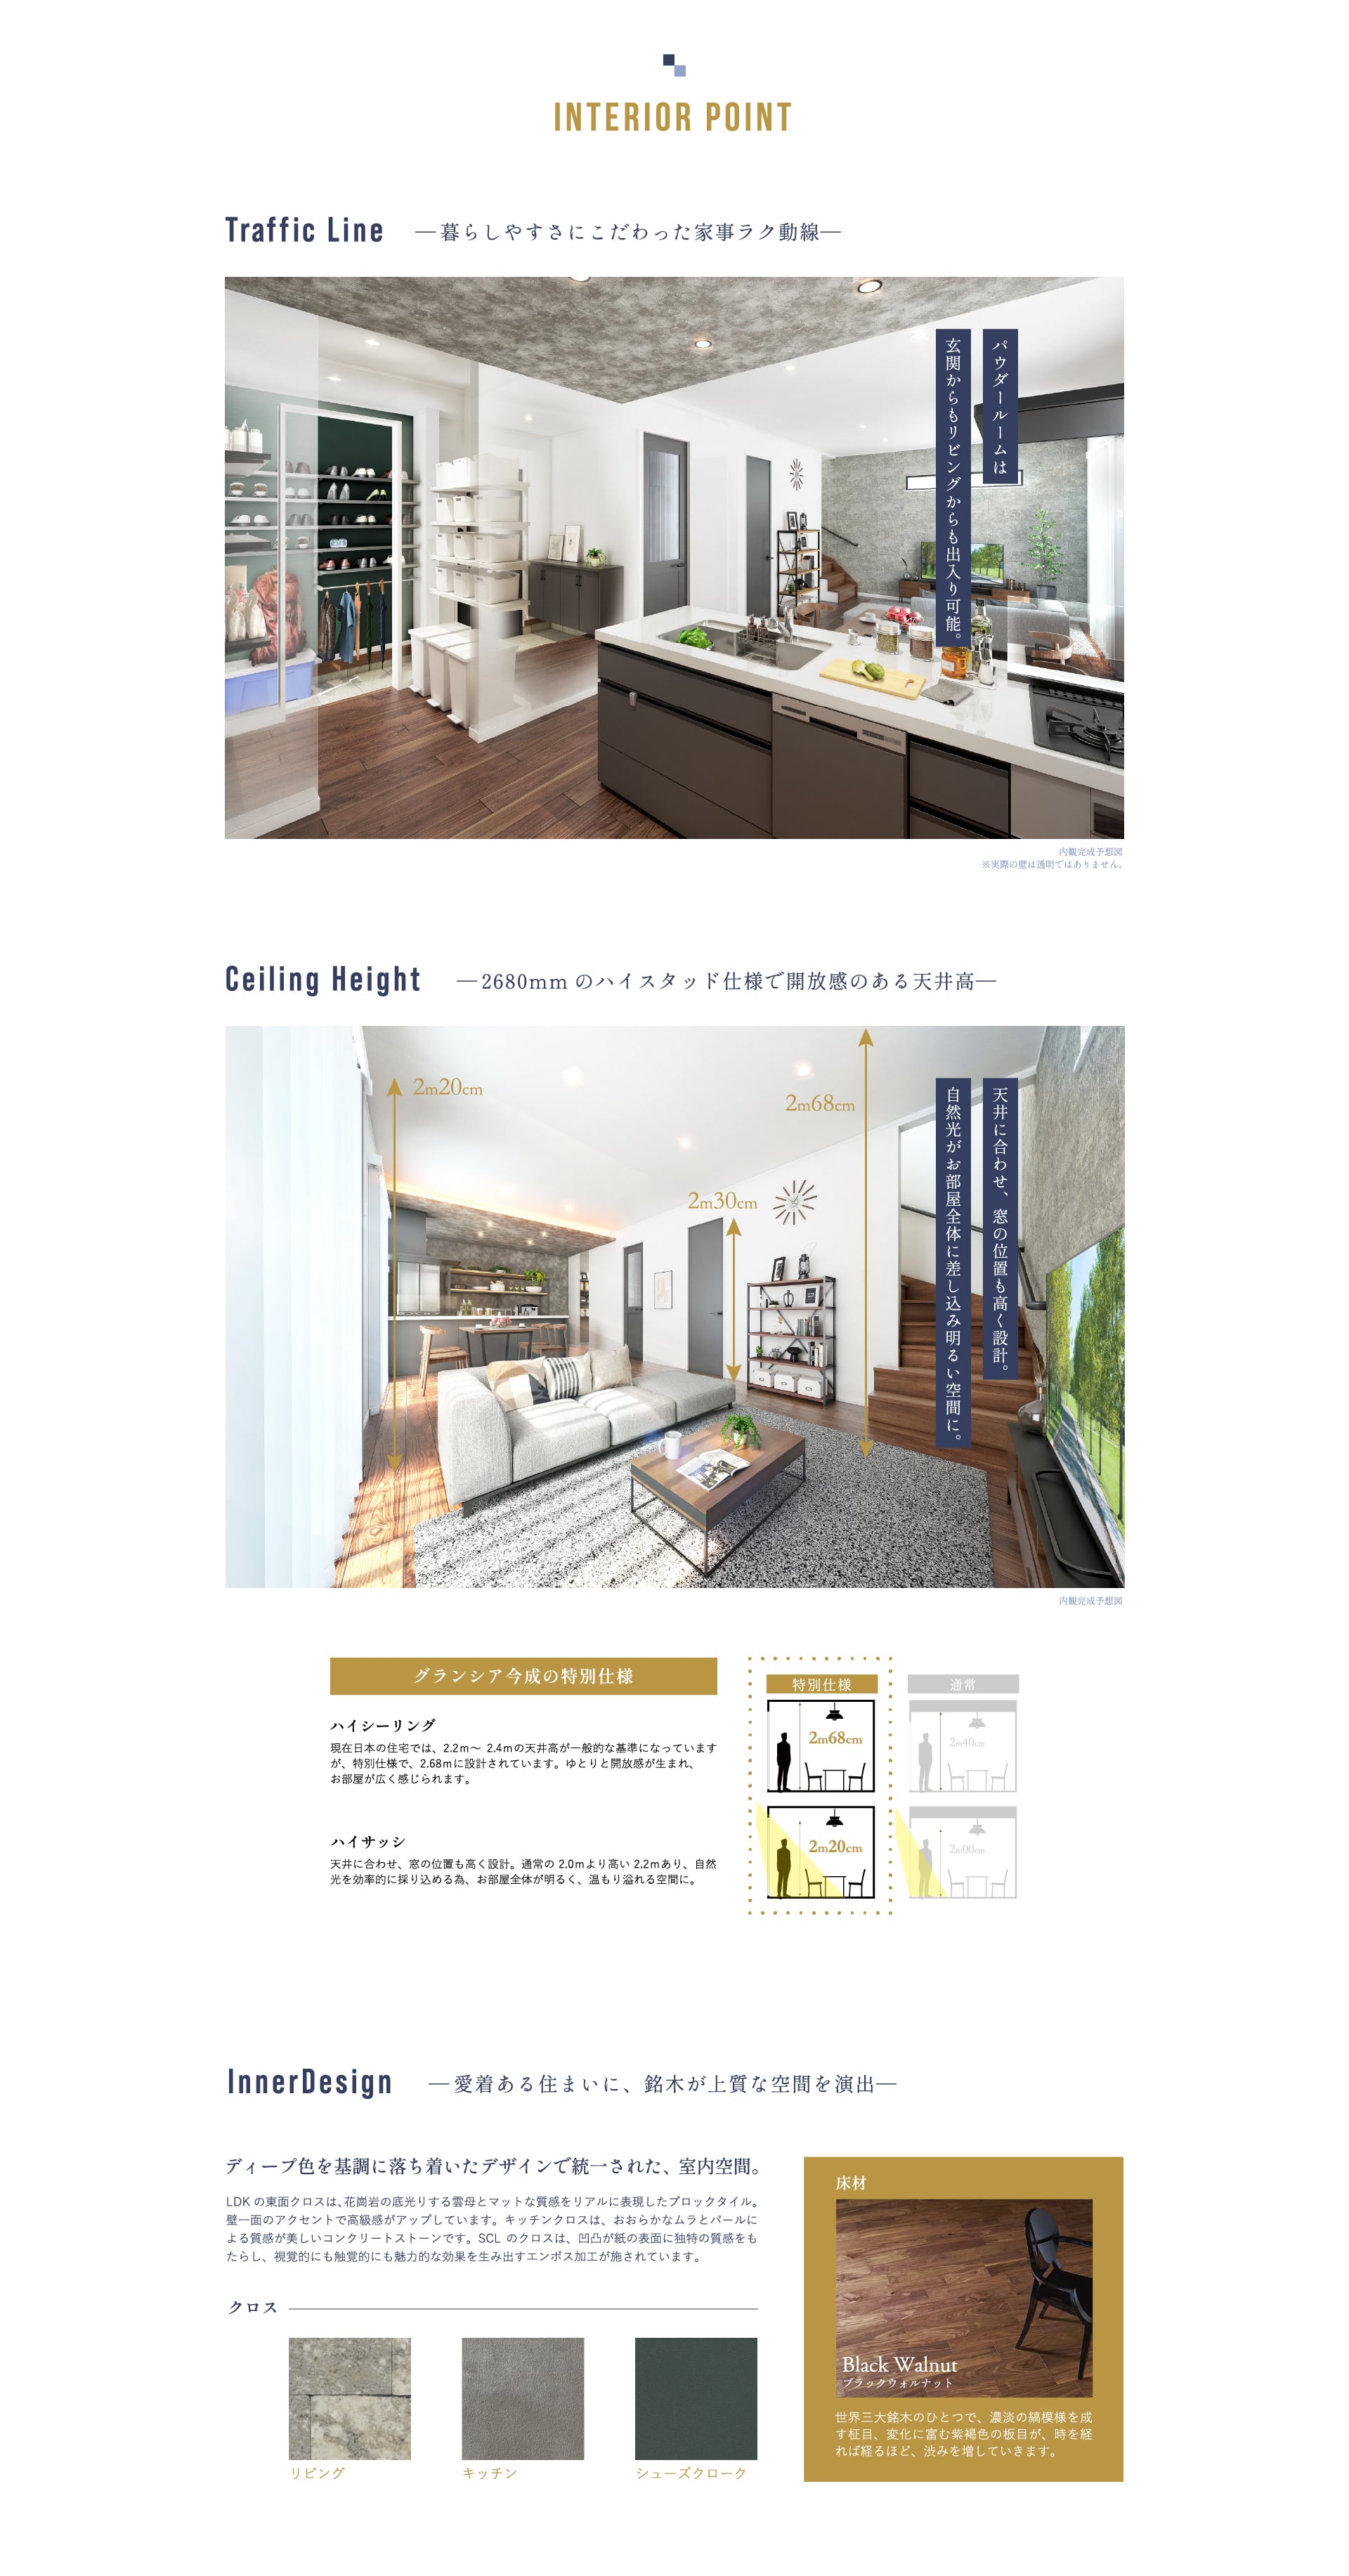 INTERIOR POINT
Traffic Line
―暮らしやすさにこだわった家事ラク動線―
パウダールームは
玄関からもリビングからも出入り可能。
内観完成予想図
※実際の壁は透明ではありません。
Ceiling Height
―2680mm のハイスタッド仕様で開放感のある天井高―
2m20cm
2m68cm
2m30cm
天井に合わせ、窓の位置も高く設計。
自然光がお部屋全体に差し込み明るい空間に。
内観完成予想図
グランシア今成の特別仕様
ハイシーリング
現在日本の住宅では、2.2m～ 2.4mの天井高が一般的な基準になっています
が、特別仕様で、2.68mに設計されています。ゆとりと開放感が生まれ、
お部屋が広く感じられます。
ハイサッシ
天井に合わせ、窓の位置も高く設計。通常の 2.0mより高い 2.2mあり、自然
光を効率的に採り込める為、お部屋全体が明るく、温もり溢れる空間に。
特別仕様
2m68cm
2m20cm
通常
2m40cm
2m00cm
InnerDesign
―愛着ある住まいに、銘木が上質な空間を演出―
ディープ色を基調に落ち着いたデザインで統一された、室内空間。
LDK の東面クロスは、花崗岩の底光りする雲母とマットな質感をリアルに表現したブロックタイル。
壁一面のアクセントで高級感がアップしています。キッチンクロスは、おおらかなムラとパールに
よる質感が美しいコンクリートストーンです。SCL のクロスは、凹凸が紙の表面に独特の質感をも
たらし、視覚的にも触覚的にも魅力的な効果を生み出すエンボス加工が施されています。
クロス
リビング
キッチン
シューズクローク
床材
Black Walnut
ブラックウォルナット
世界三大銘木のひとつで、濃淡の縞模様を成
す柾目、変化に富む紫褐色の板目が、時を経
れば経るほど、渋みを増していきます。